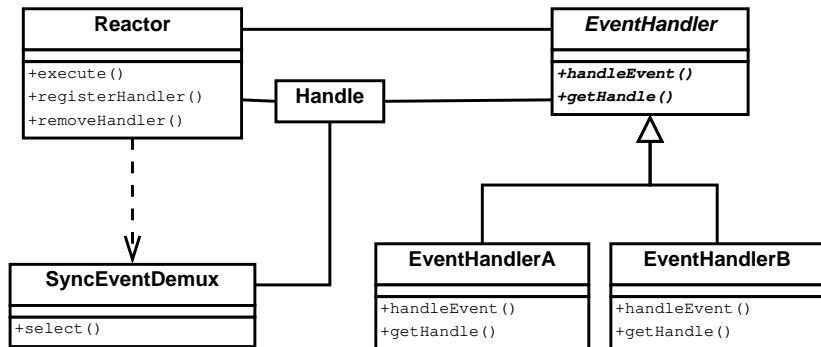 Reactor
+execute()
+registerHandler()
+removeHandler()
EventHandler
+handleEvent()
+getHandle()
Handle
SyncEventDemux
+select()
EventHandlerA
+handleEvent()
+getHandle()
EventHandlerB
+handleEvent()
+getHandle()